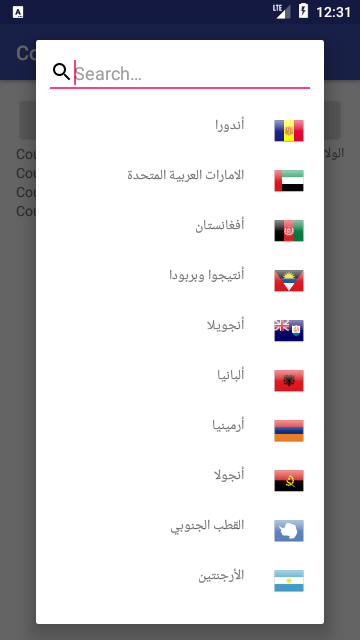 LTE 12:31
Co
Search...
Cou
Cou
Cou
Cou
الولا
أندورا
الامارات العربية المتحدة
أفغانستان
أنتيجوا وبربودا
أنجويلا
ألبانيا
أرمينيا
أنجولا
القطب الجنوبي
الأرجنتين